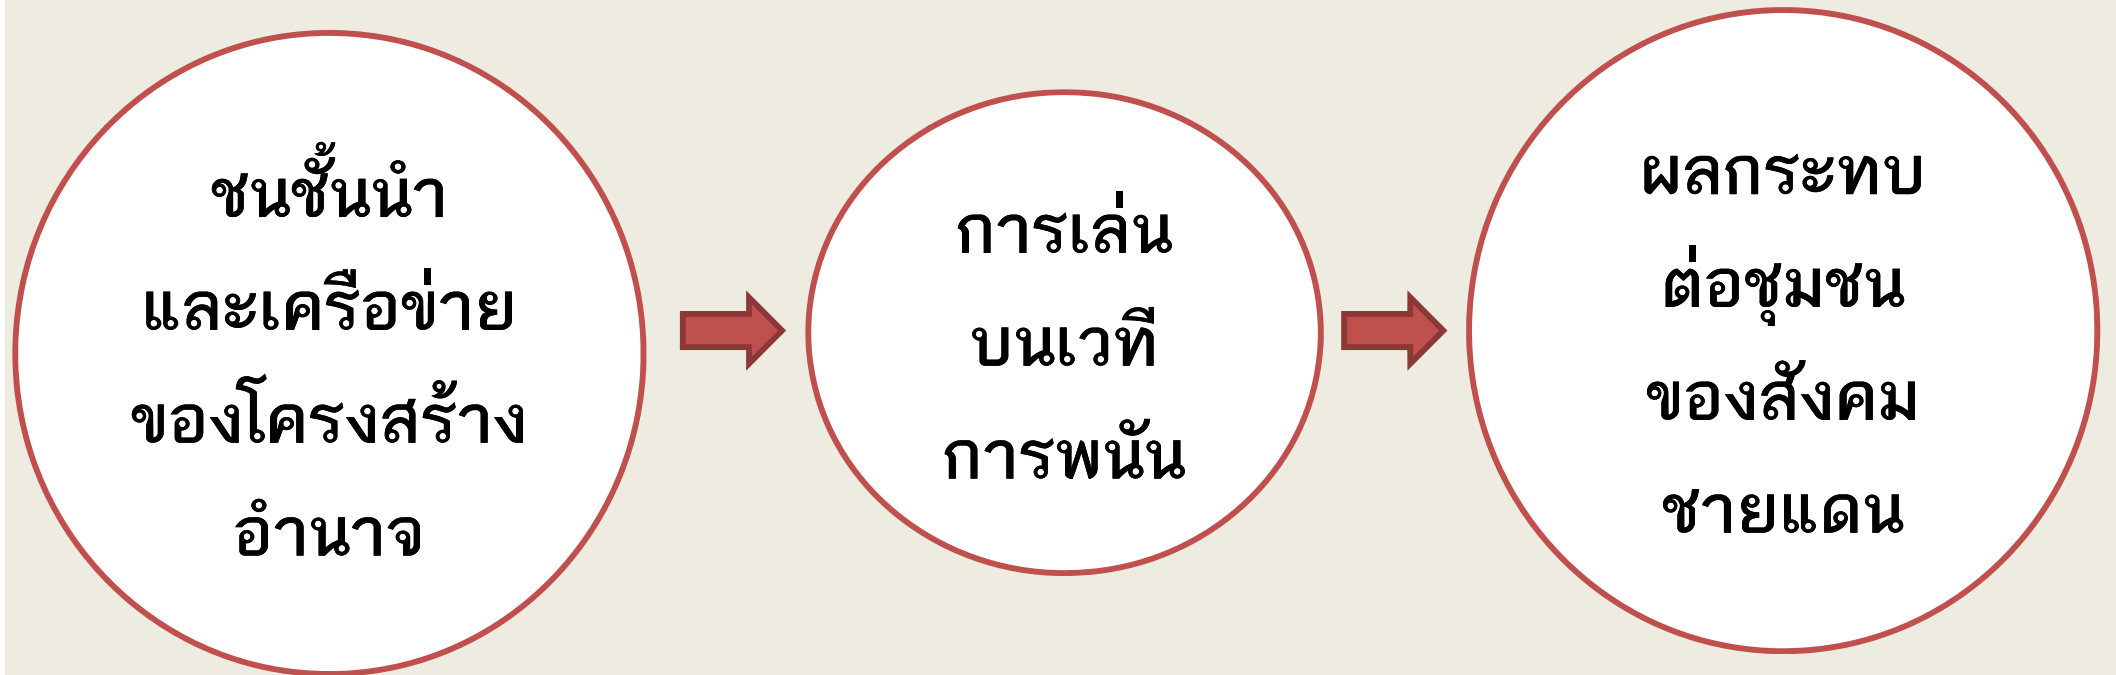 ชนชั้นนำ
และเครือข่าย
ของโครงสร้าง
อำนาจ
การเล่น
บนเวที
การพนัน
ผลกระทบ
ต่อชุมชน
ของสังคม
ชายแดน